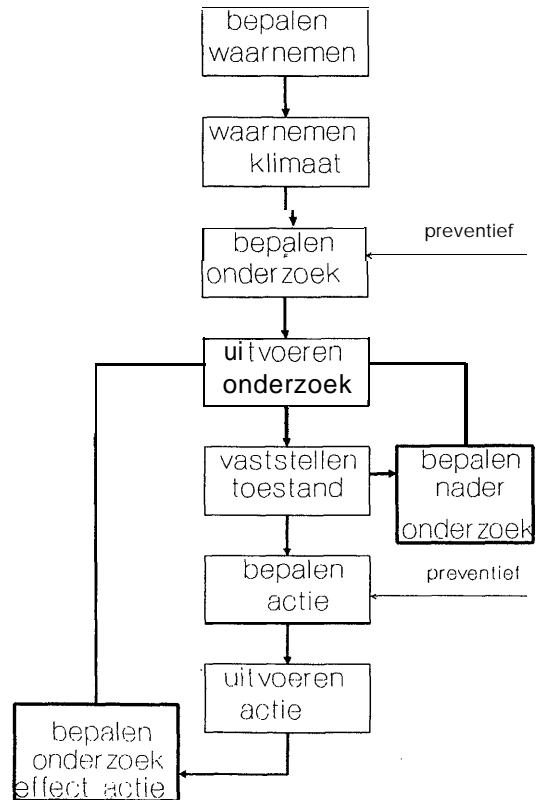 bepalen
waarnemen
waarnemen
klimaat
preventief
bepalen
onderzoek
uitvoeren
onderzoek
vaststellen
toestand
bepalen
nader
onderzoek
bepalen
actie
preventief
uitvoeren
actie
bepalen
onderzoek
effect actie